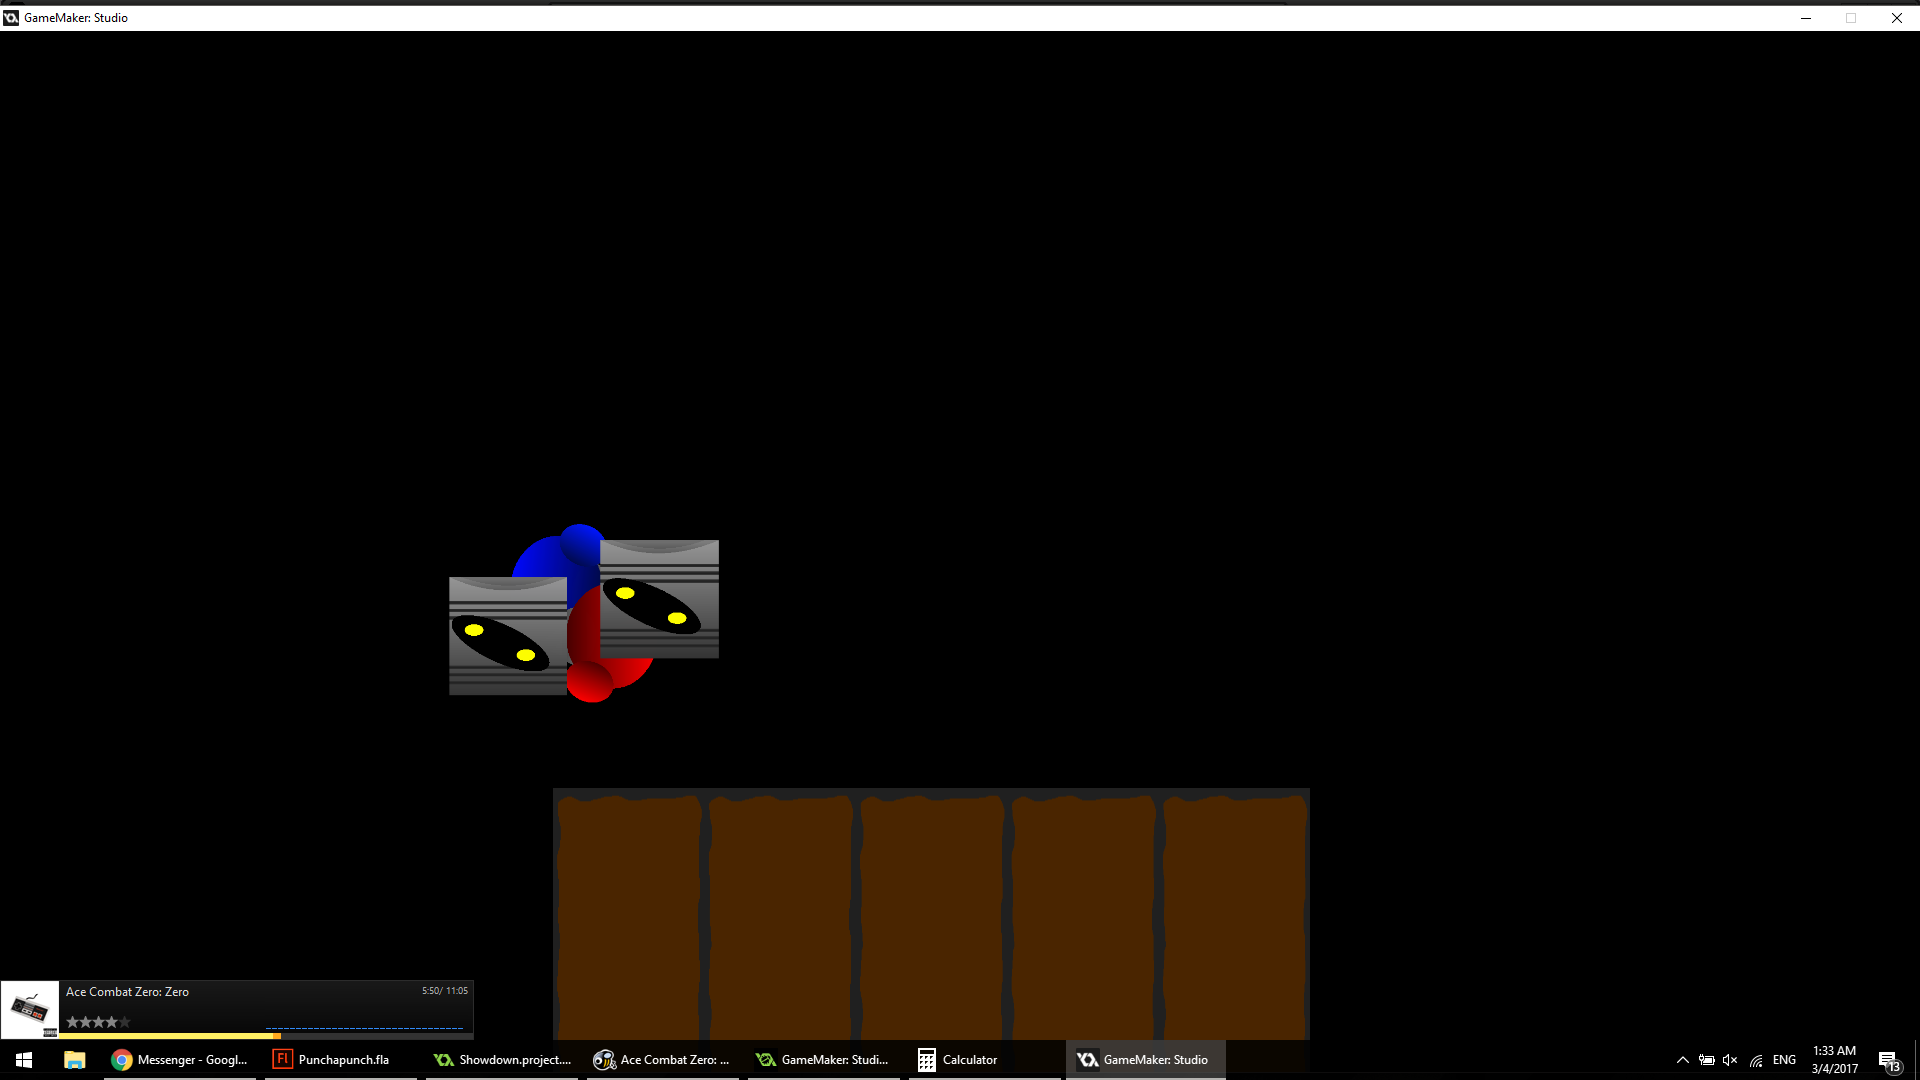 GameMaker: Studio
Ace Combat Zero: Zero
5:50/ 11:05
Messenger - Googl...
Fl
Punchapunch.fla
Showdown.project....
Ace Combat Zero: ...
GameMaker: Studi...
Calculator
GameMaker: Studio
ENG
1:33 AM
3/4/2017
13